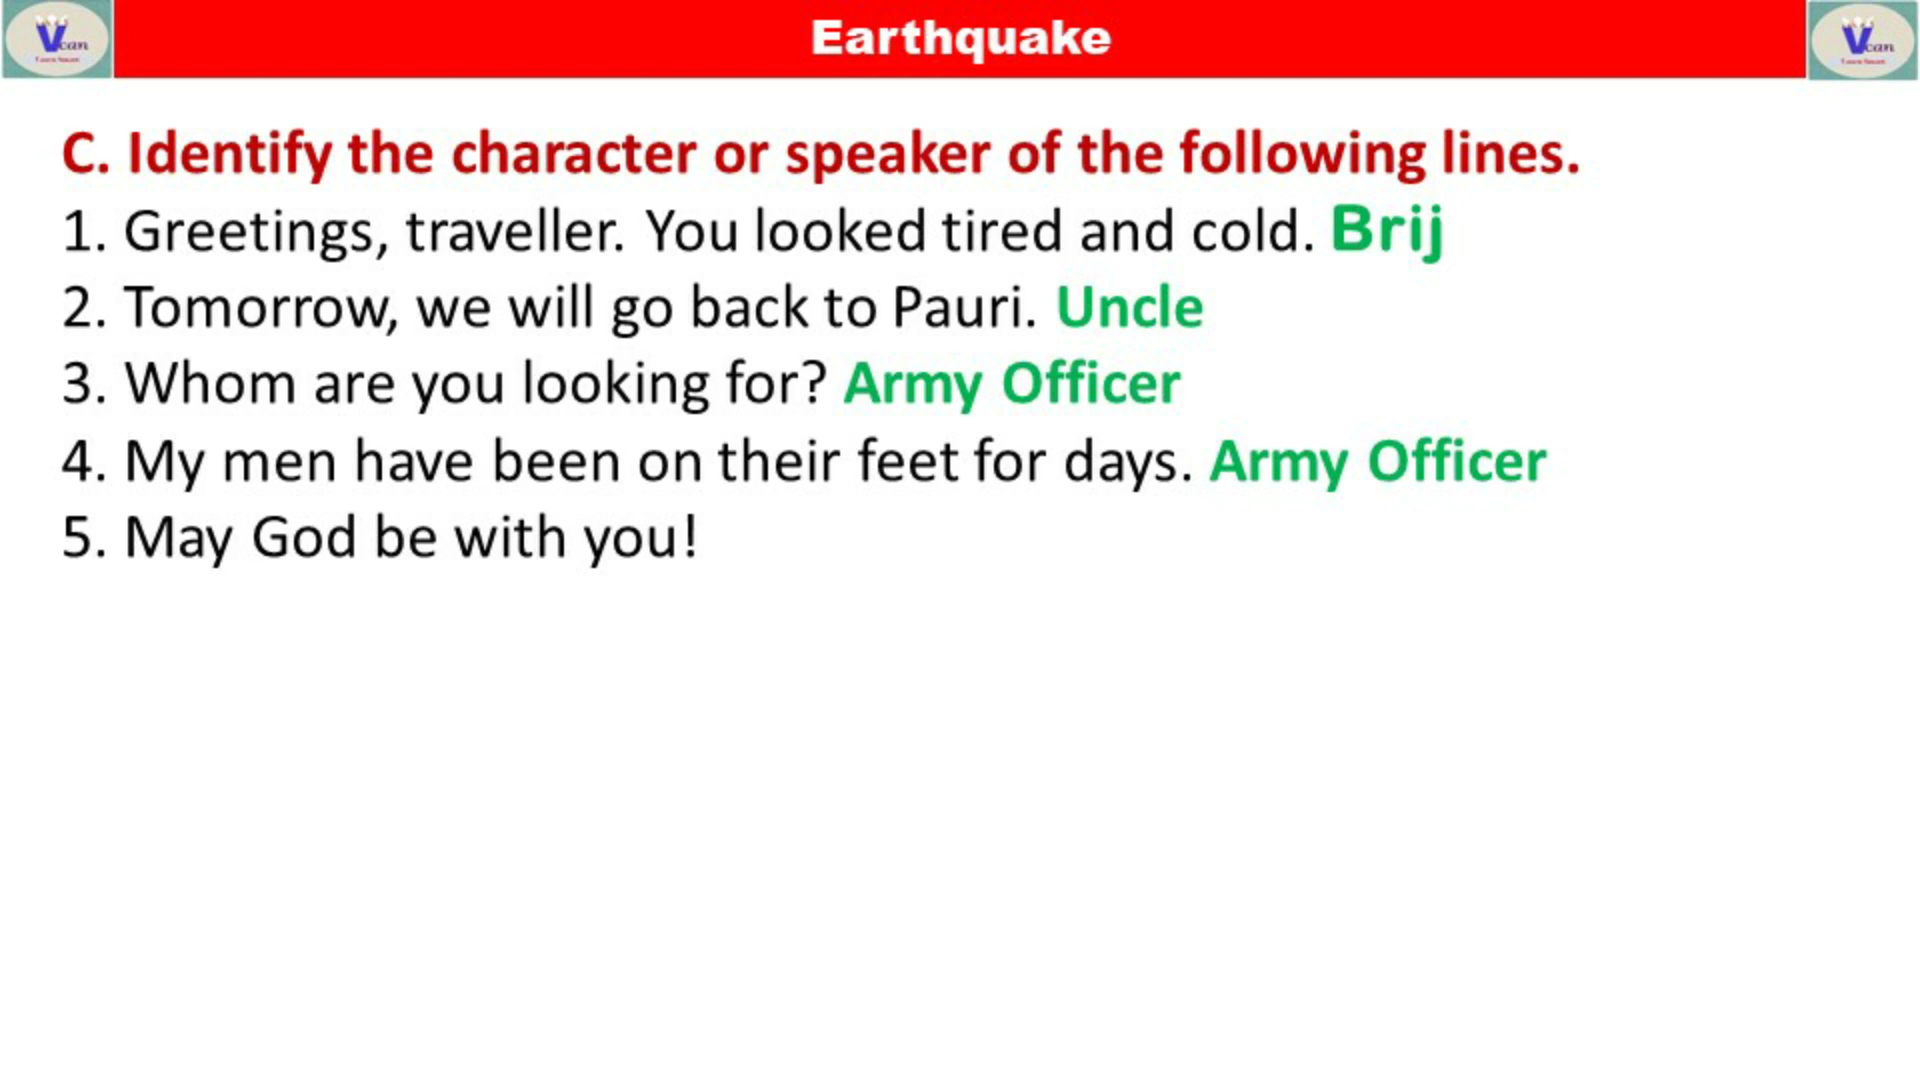 Vcan
Earthquake
Vcan
C. Identify the character or speaker of the following lines.
1. Greetings, traveller. You looked tired and cold. Brij
2. Tomorrow, we will go back to Pauri. Uncle
3. Whom are you looking for? Army Officer
4. My men have been on their feet for days. Army Officer
5. May God be with you!